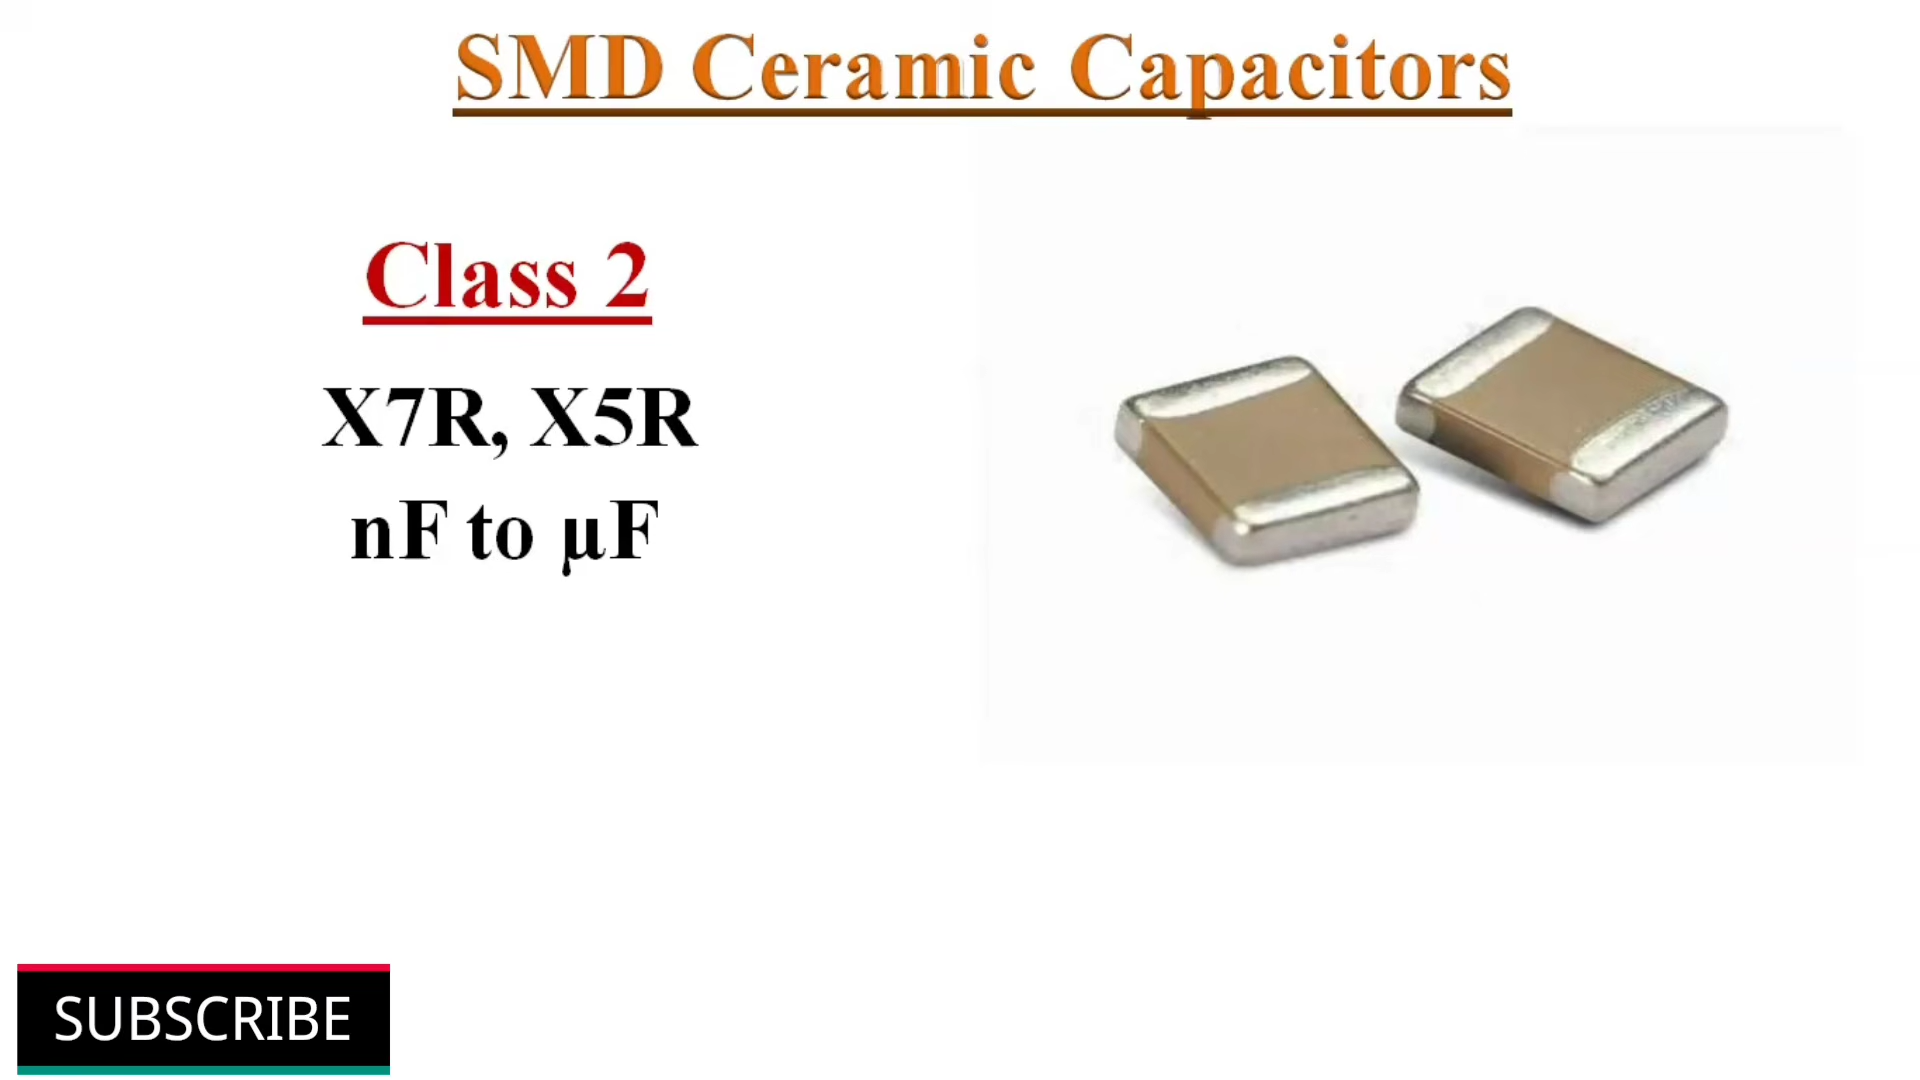 SMD Ceramic Capacitors
Class 2
X7R, X5R
nF to µF
SUBSCRIBE